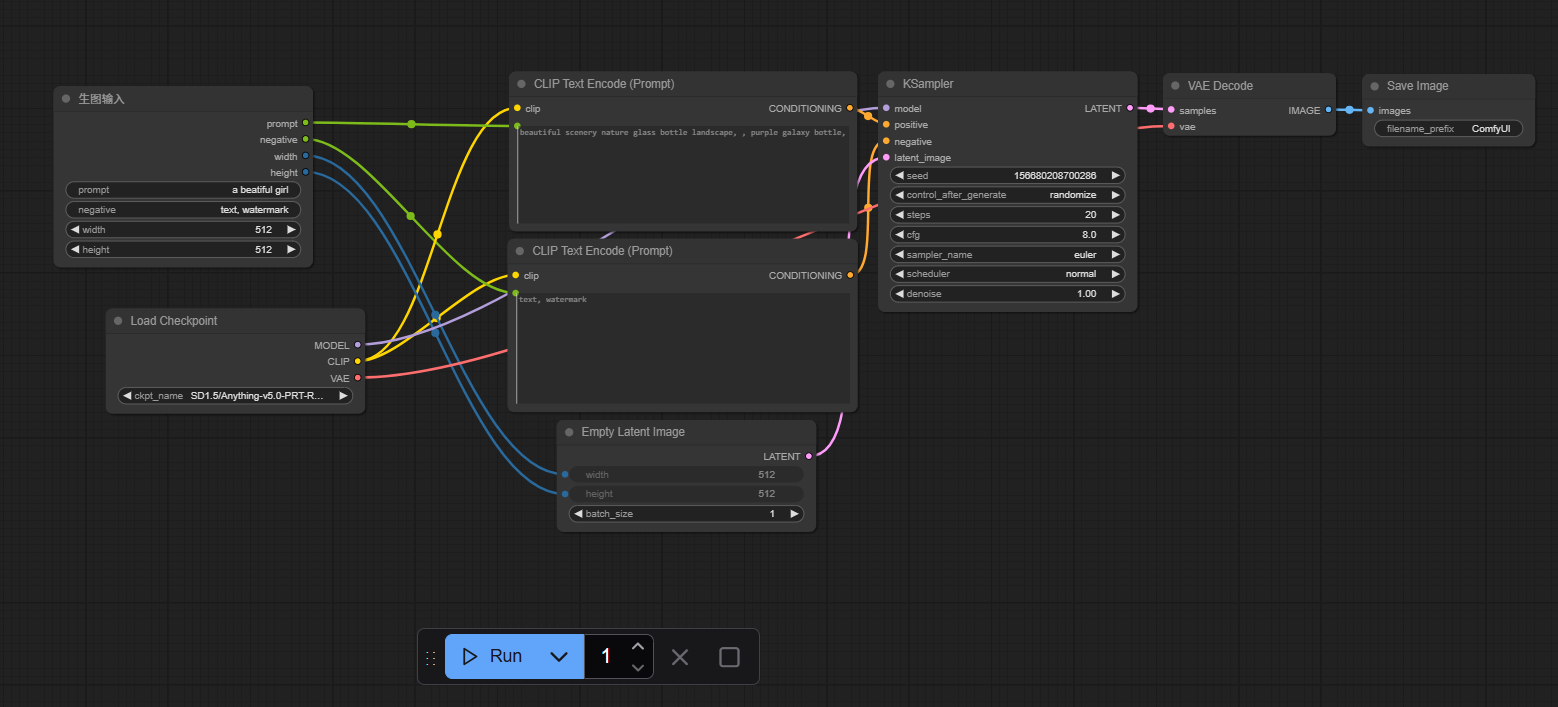 生图输入
prompt
negative
width
height
prompt a beatiful girl
negative text, watermark
width 512
height 512
Load Checkpoint
MODEL
CLIP
VAE
ckpt_name SD1.5/Anything-v5.0-PRT-R...
CLIP Text Encode (Prompt)
clip CONDITIONING
beautiful scenery nature glass bottle landscape, , purple galaxy bottle,
CLIP Text Encode (Prompt)
clip CONDITIONING
text, watermark
Empty Latent Image
LATENT
width 512
height 512
batch_size 1
KSampler
model LATENT
positive
negative
latent_image
seed 156680208700286
control_after_generate randomize
steps 20
cfg 8.0
sampler_name euler
scheduler normal
denoise 1.00
VAE Decode
samples IMAGE
vae
Save Image
images
filename_prefix ComfyUI
Run 1